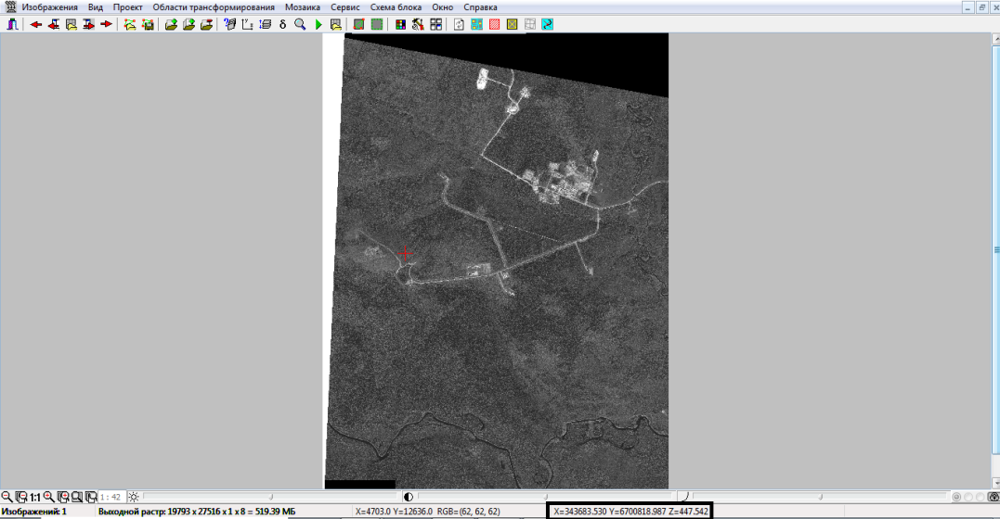 Изображения Вид Проект Области трансформирования Мозаика Сервис Схема блока Окно Справка
1:1
1 : 42
Изображений: 1 Выходной растр: 19793 x 27516 x 1 x 8 = 519.39 МБ X=4703.0 Y=12636.0 RGB=(62, 62, 62) X=343683.530 Y=6700818.987 Z=447.542